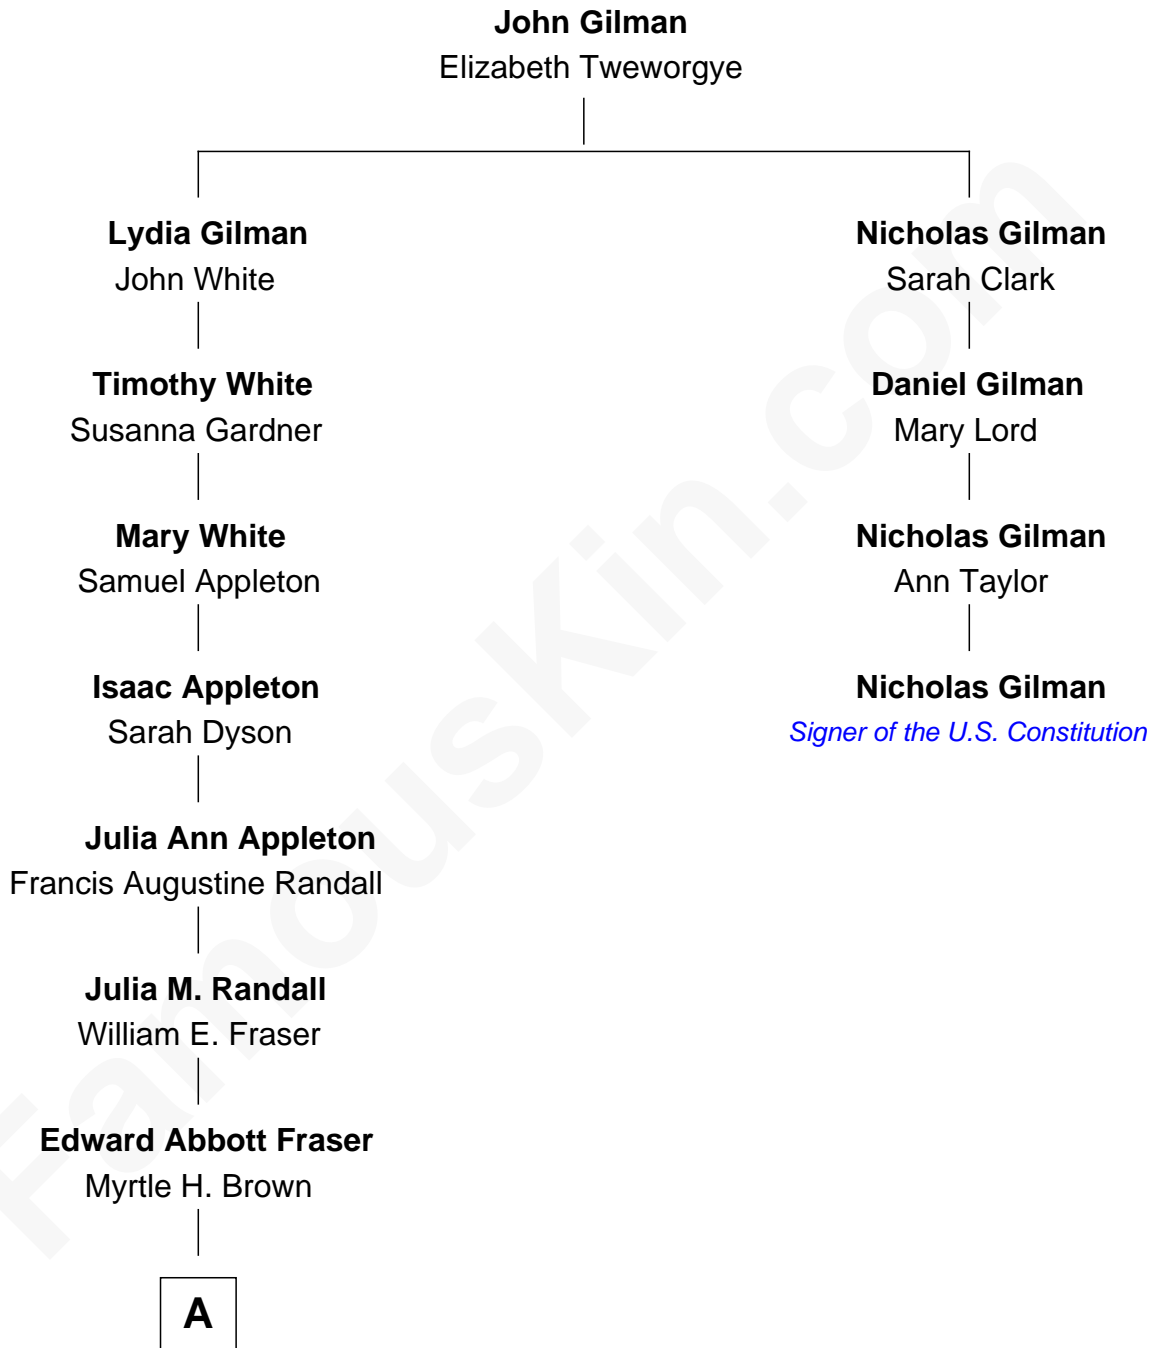 John Gilman
Elizabeth Tweworgye
Lydia Gilman
John White
Nicholas Gilman
Sarah Clark
Timothy White
Susanna Gardner
Daniel Gilman
Mary Lord
Mary White
Samuel Appleton
Nicholas Gilman
Ann Taylor
Isaac Appleton
Sarah Dyson
Nicholas Gilman
Signer of the U.S. Constitution
Julia Ann Appleton
Francis Augustine Randall
Julia M. Randall
William E. Fraser
Edward Abbott Fraser
Myrtle H. Brown
A
FamousKin.com